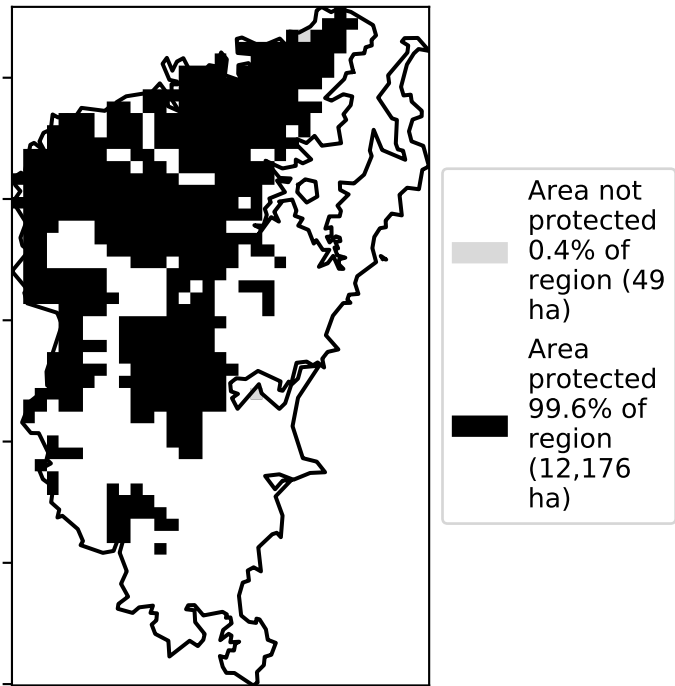 Area not
protected
0.4% of
region (49
ha)
Area
protected
99.6% of
region
(12,176
ha)